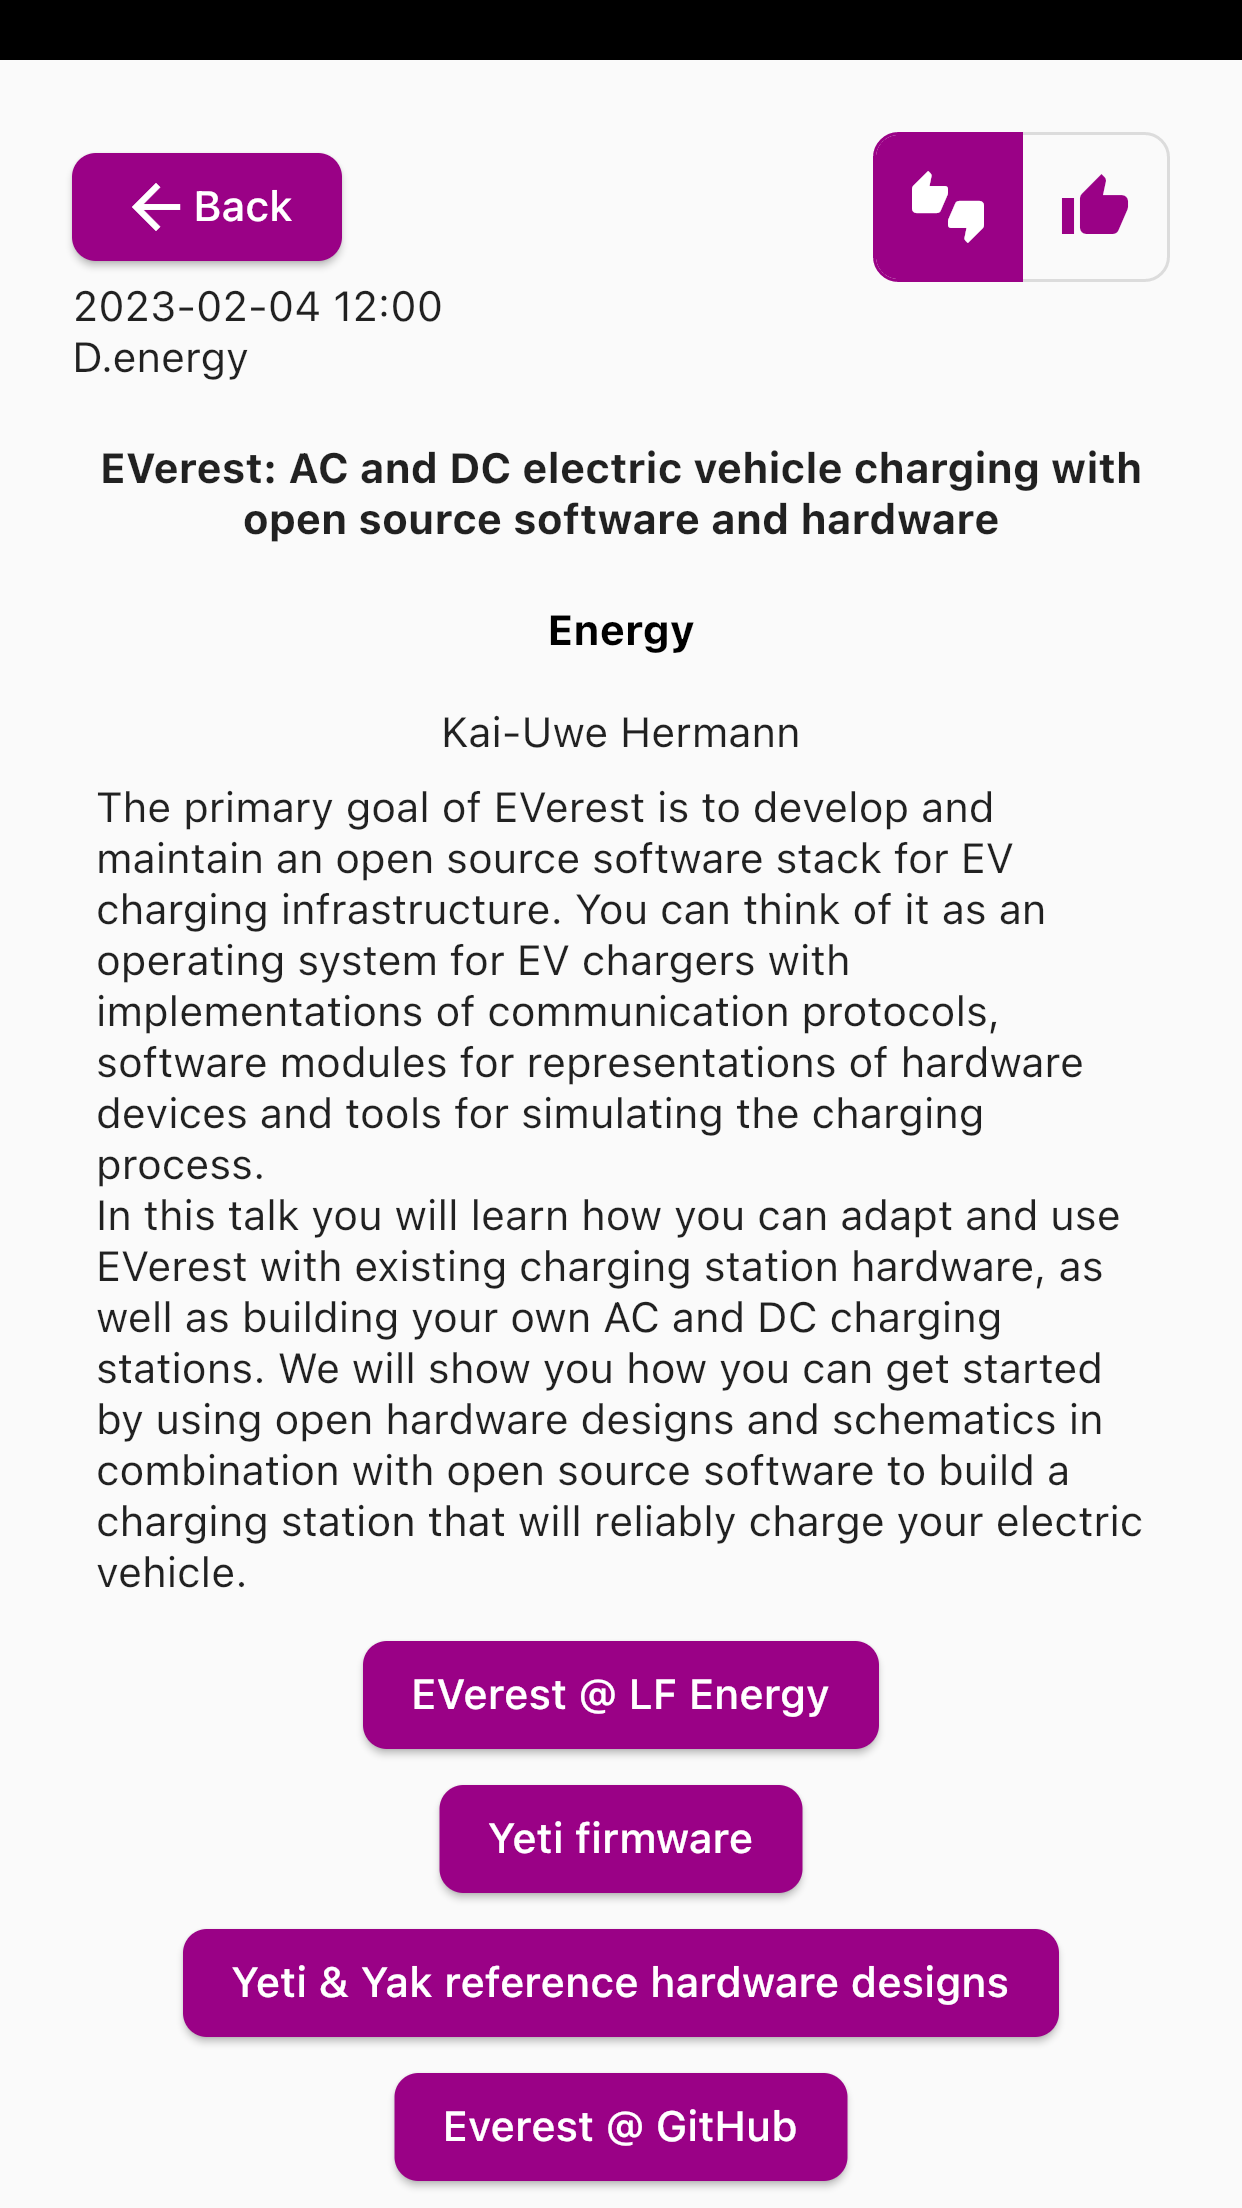 Back
2023-02-04 12:00
D.energy
EVerest: AC and DC electric vehicle charging with
open source software and hardware
Energy
Kai-Uwe Hermann
The primary goal of EVerest is to develop and
maintain an open source software stack for EV
charging infrastructure. You can think of it as an
operating system for EV chargers with
implementations of communication protocols,
software modules for representations of hardware
devices and tools for simulating the charging
process.
In this talk you will learn how you can adapt and use
EVerest with existing charging station hardware, as
well as building your own AC and DC charging
stations. We will show you how you can get started
by using open hardware designs and schematics in
combination with open source software to build a
charging station that will reliably charge your electric
vehicle.
EVerest @ LF Energy
Yeti firmware
Yeti & Yak reference hardware designs
Everest @ GitHub